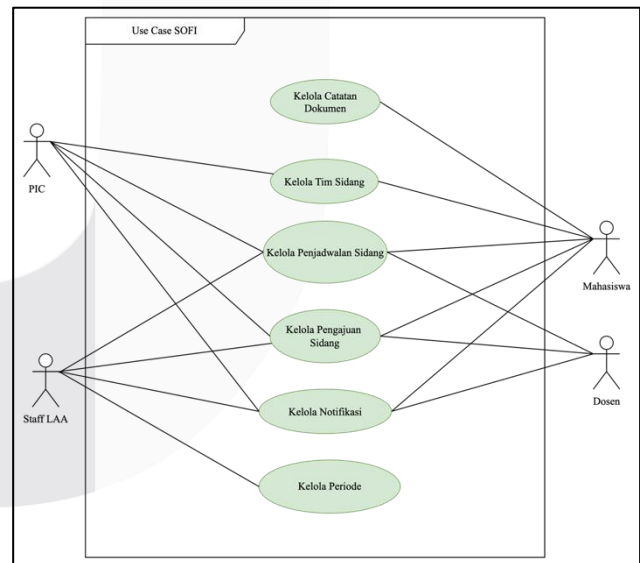 Use Case SOFI
Kelola Catatan
Dokumen
PIC
Kelola Tim Sidang
Kelola Penjadwalan Sidang
Mahasiswa
Kelola Pengajuan
Sidang
Staff LAA
Dosen
Kelola Notifikasi
Kelola Periode